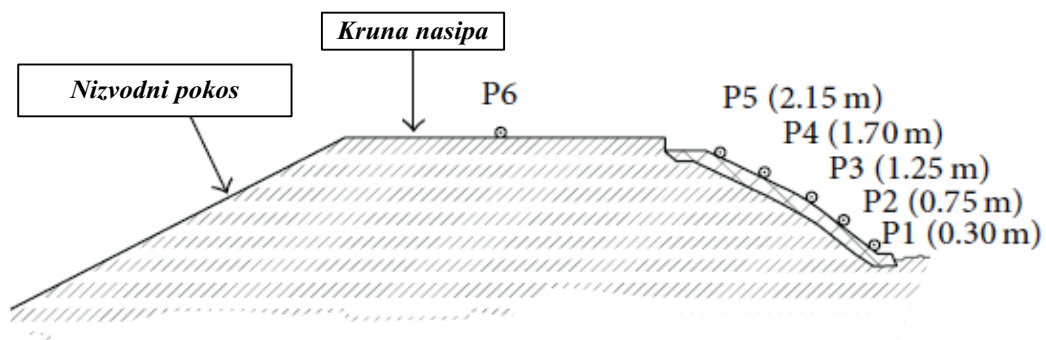 Kruna nasipa
Nizvodni pokos
P6
P5 (2.15 m)
P4 (1.70 m)
P3 (1.25 m)
P2 (0.75 m)
P1 (0.30 m)